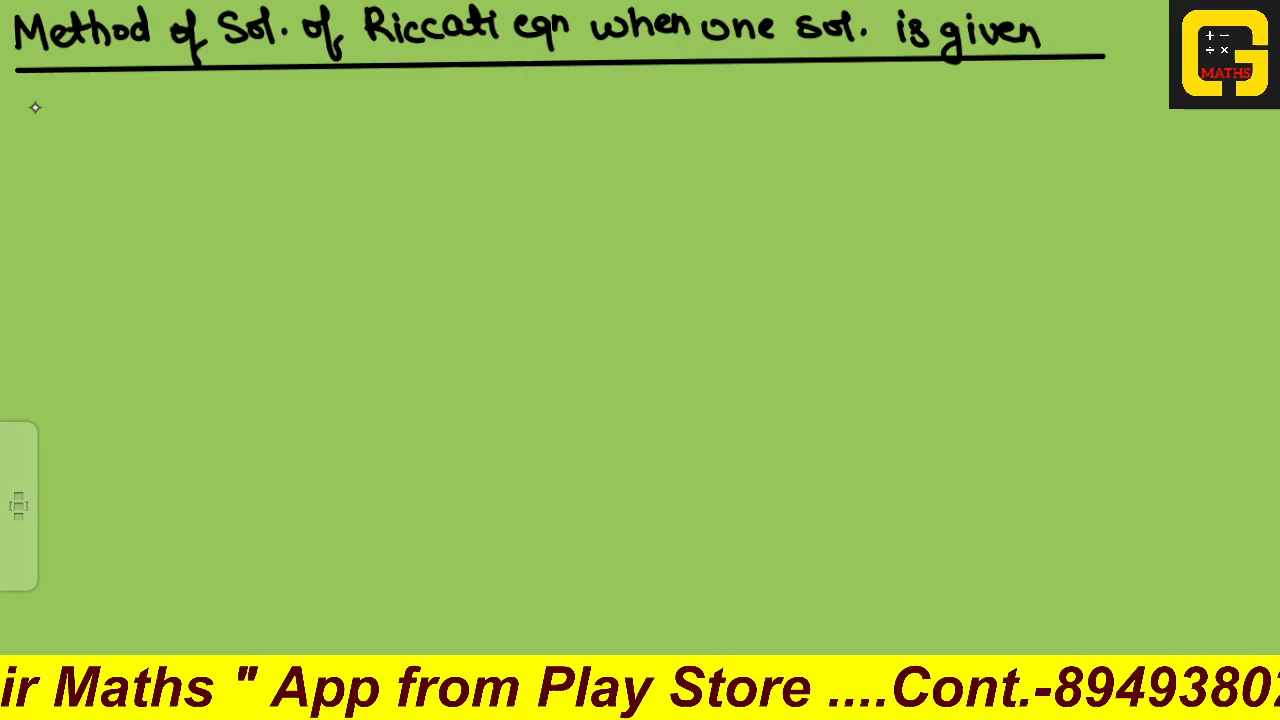 Method of Sol. of Riccati eqn when one sol. is given
+ −
÷ ×
MATHS
ir Maths " App from Play Store ....Cont.-8949380